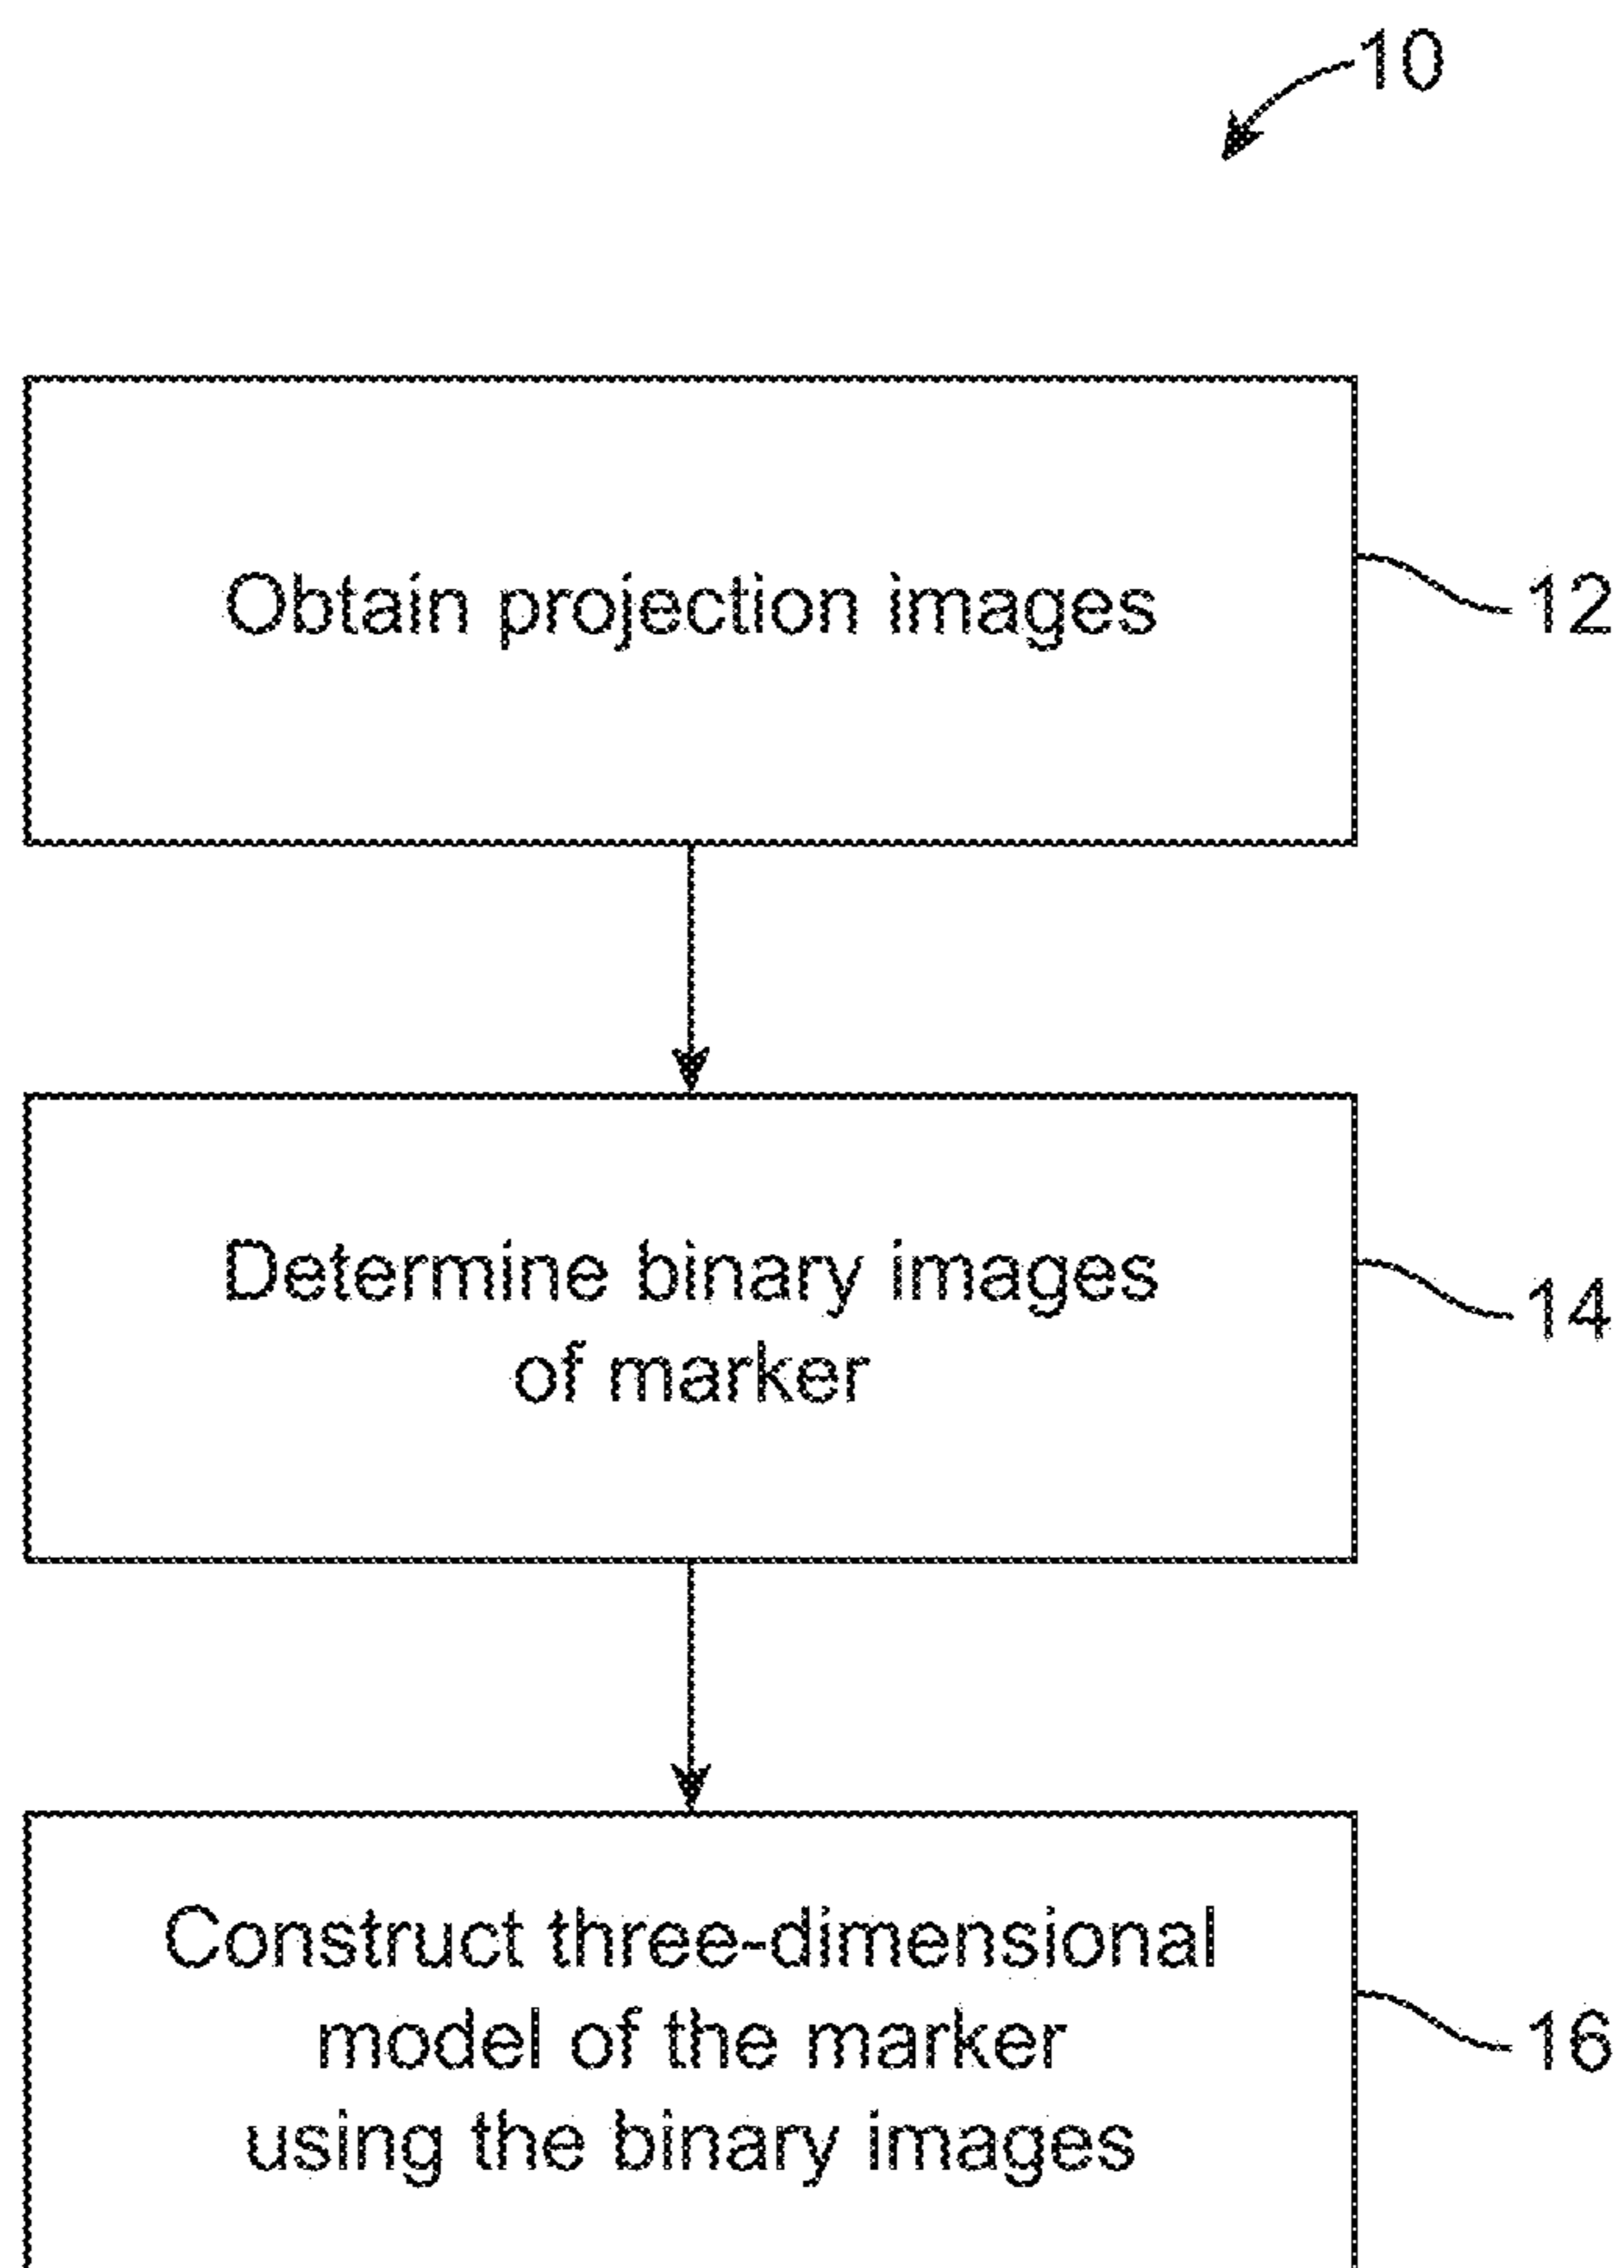 10
Obtain projection images
12
Determine binary images
of marker
14
Construct three-dimensional
model of the marker
using the binary images
16